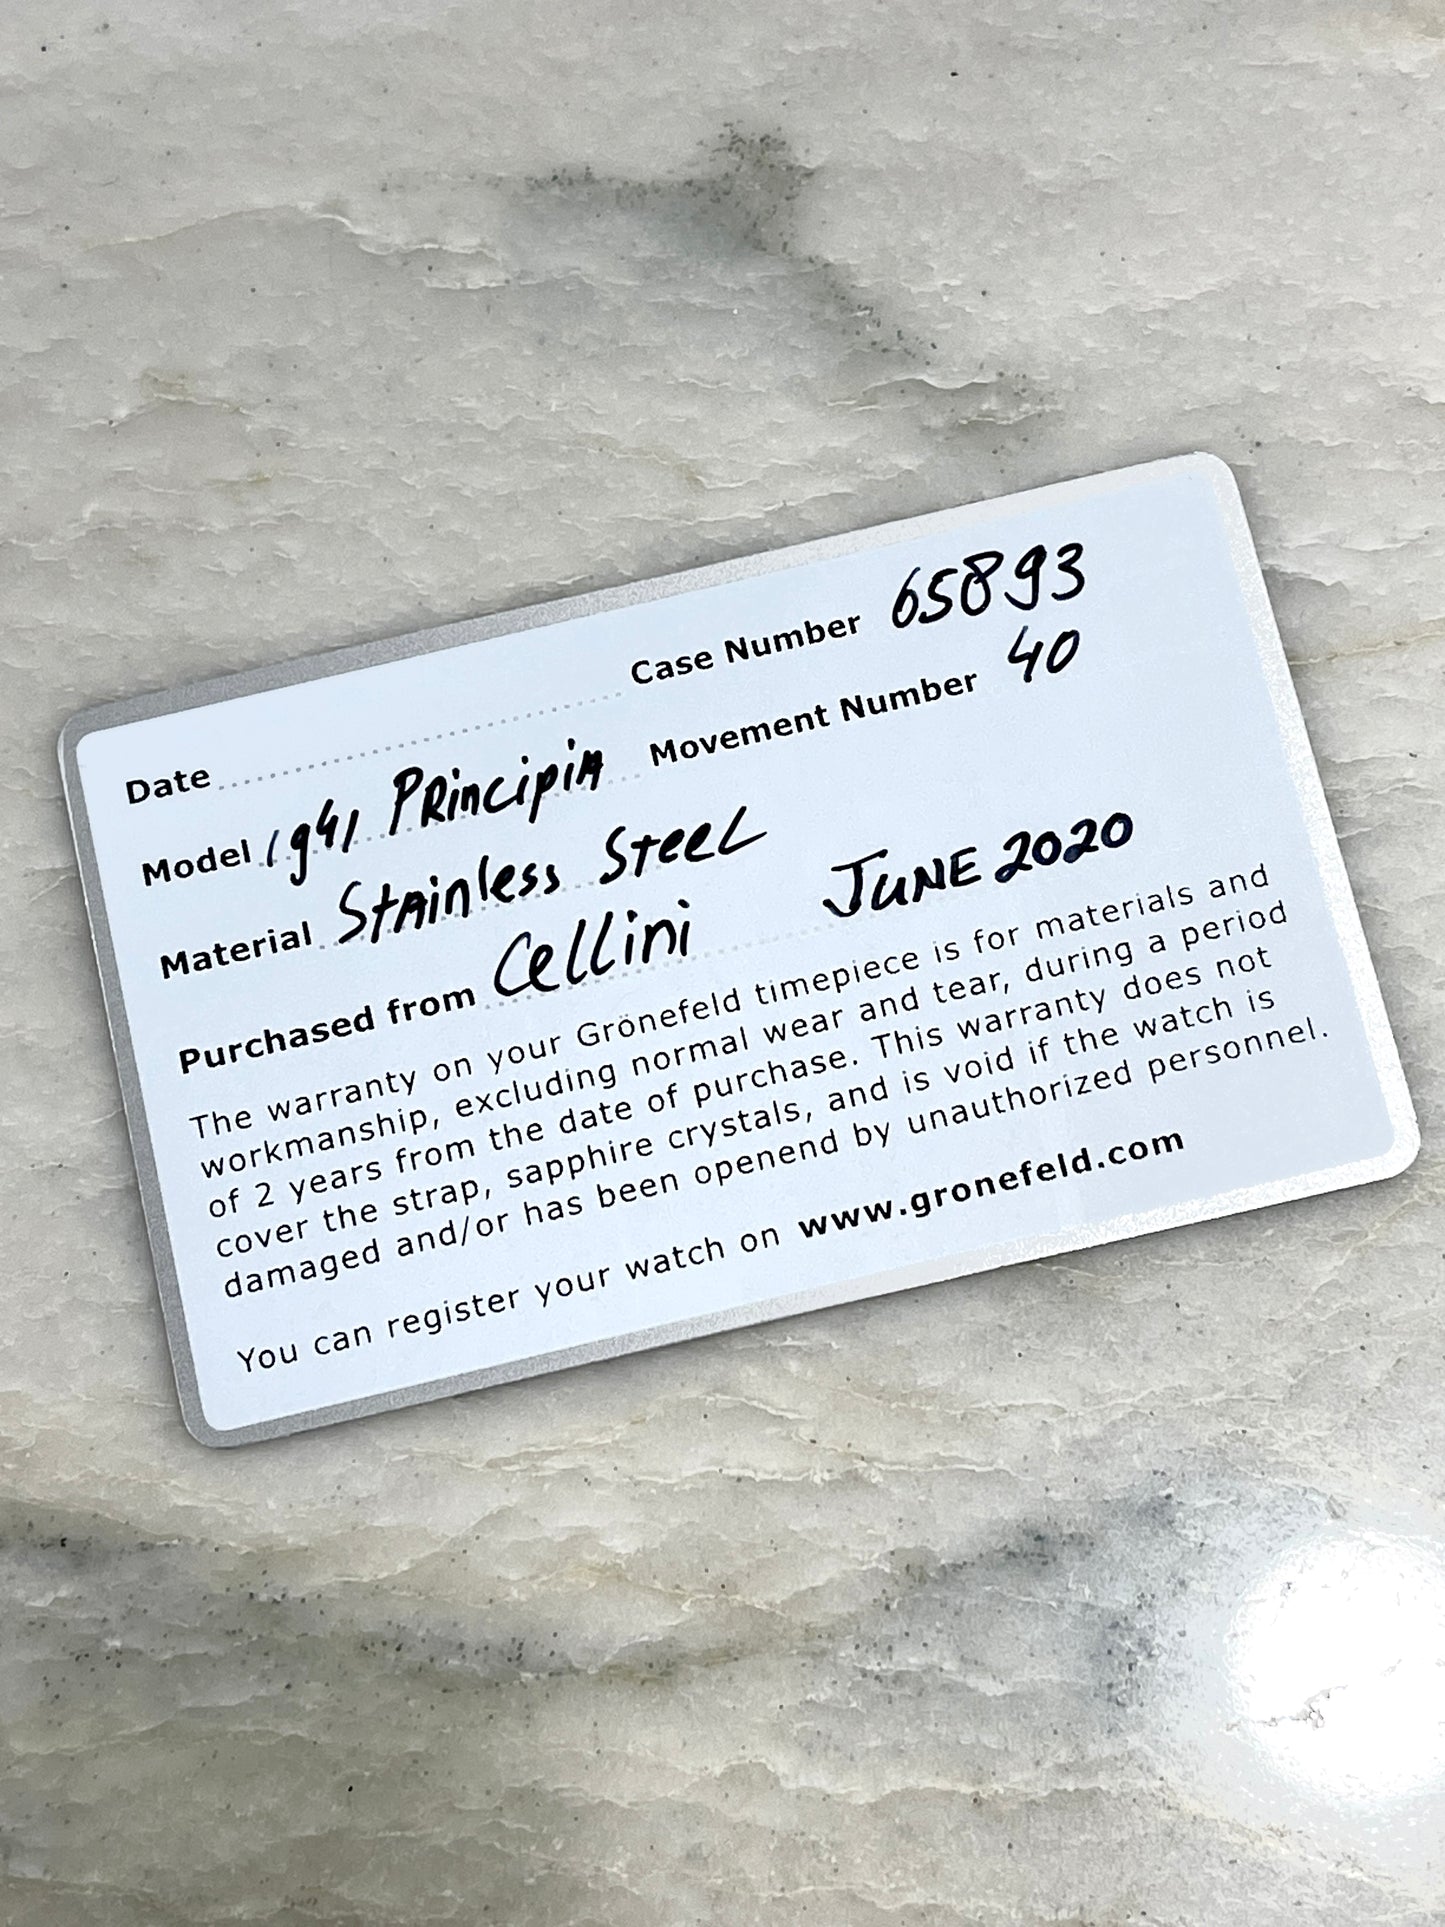 Date.......... Case Number 65893
Model 1941 PRincipiA Movement Number 40
Material StAinless SteeL
Purchased from Cellini JUNE 2020
The warranty on your Grönefeld timepiece is for materials and
workmanship, excluding normal wear and tear, during a period
of 2 years from the date of purchase. This warranty does not
cover the strap, sapphire crystals, and is void if the watch is
damaged and/or has been openend by unauthorized personnel.
You can register your watch on www.gronefeld.com